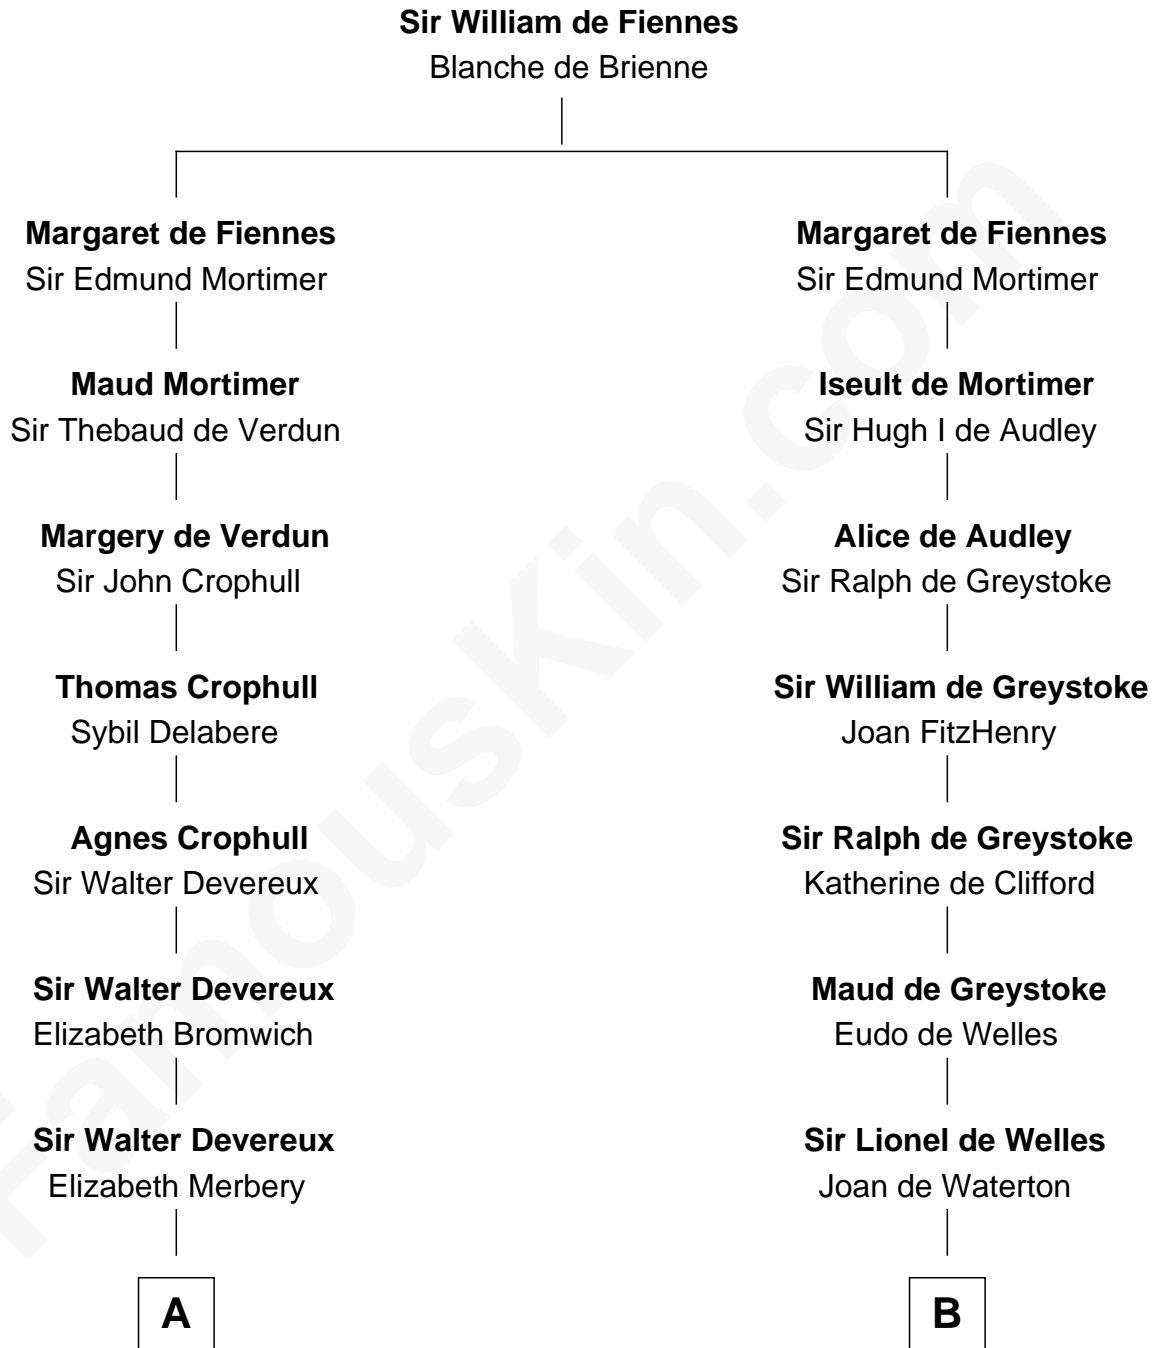 Sir William de Fiennes
Blanche de Brienne
Margaret de Fiennes
Sir Edmund Mortimer
Margaret de Fiennes
Sir Edmund Mortimer
Maud Mortimer
Sir Thebaud de Verdun
Iseult de Mortimer
Sir Hugh I de Audley
Margery de Verdun
Sir John Crophull
Alice de Audley
Sir Ralph de Greystoke
Thomas Crophull
Sybil Delabere
Sir William de Greystoke
Joan FitzHenry
Agnes Crophull
Sir Walter Devereux
Sir Ralph de Greystoke
Katherine de Clifford
Sir Walter Devereux
Elizabeth Bromwich
Maud de Greystoke
Eudo de Welles
Sir Walter Devereux
Elizabeth Merbery
Sir Lionel de Welles
Joan de Waterton
A
B
FamousKin.com